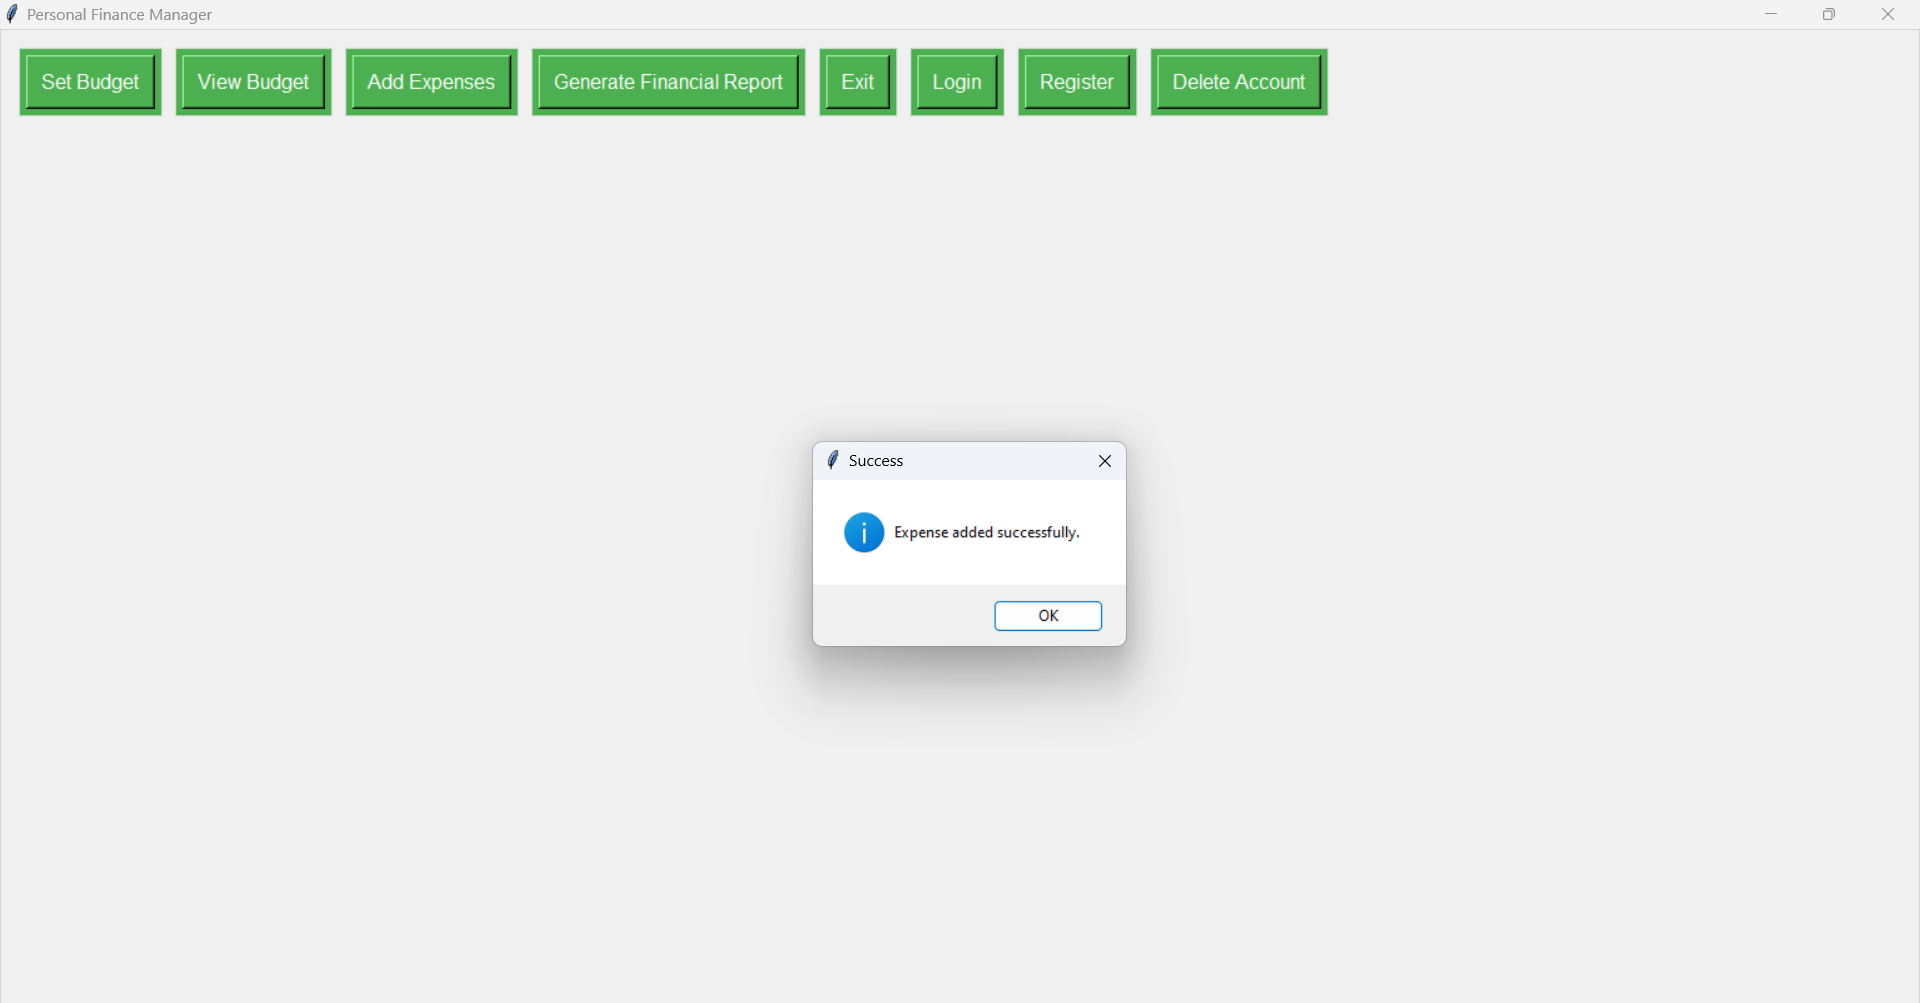 Personal Finance Manager
Set Budget View Budget Add Expenses Generate Financial Report Exit Login Register Delete Account
Success
Expense added successfully.
OK